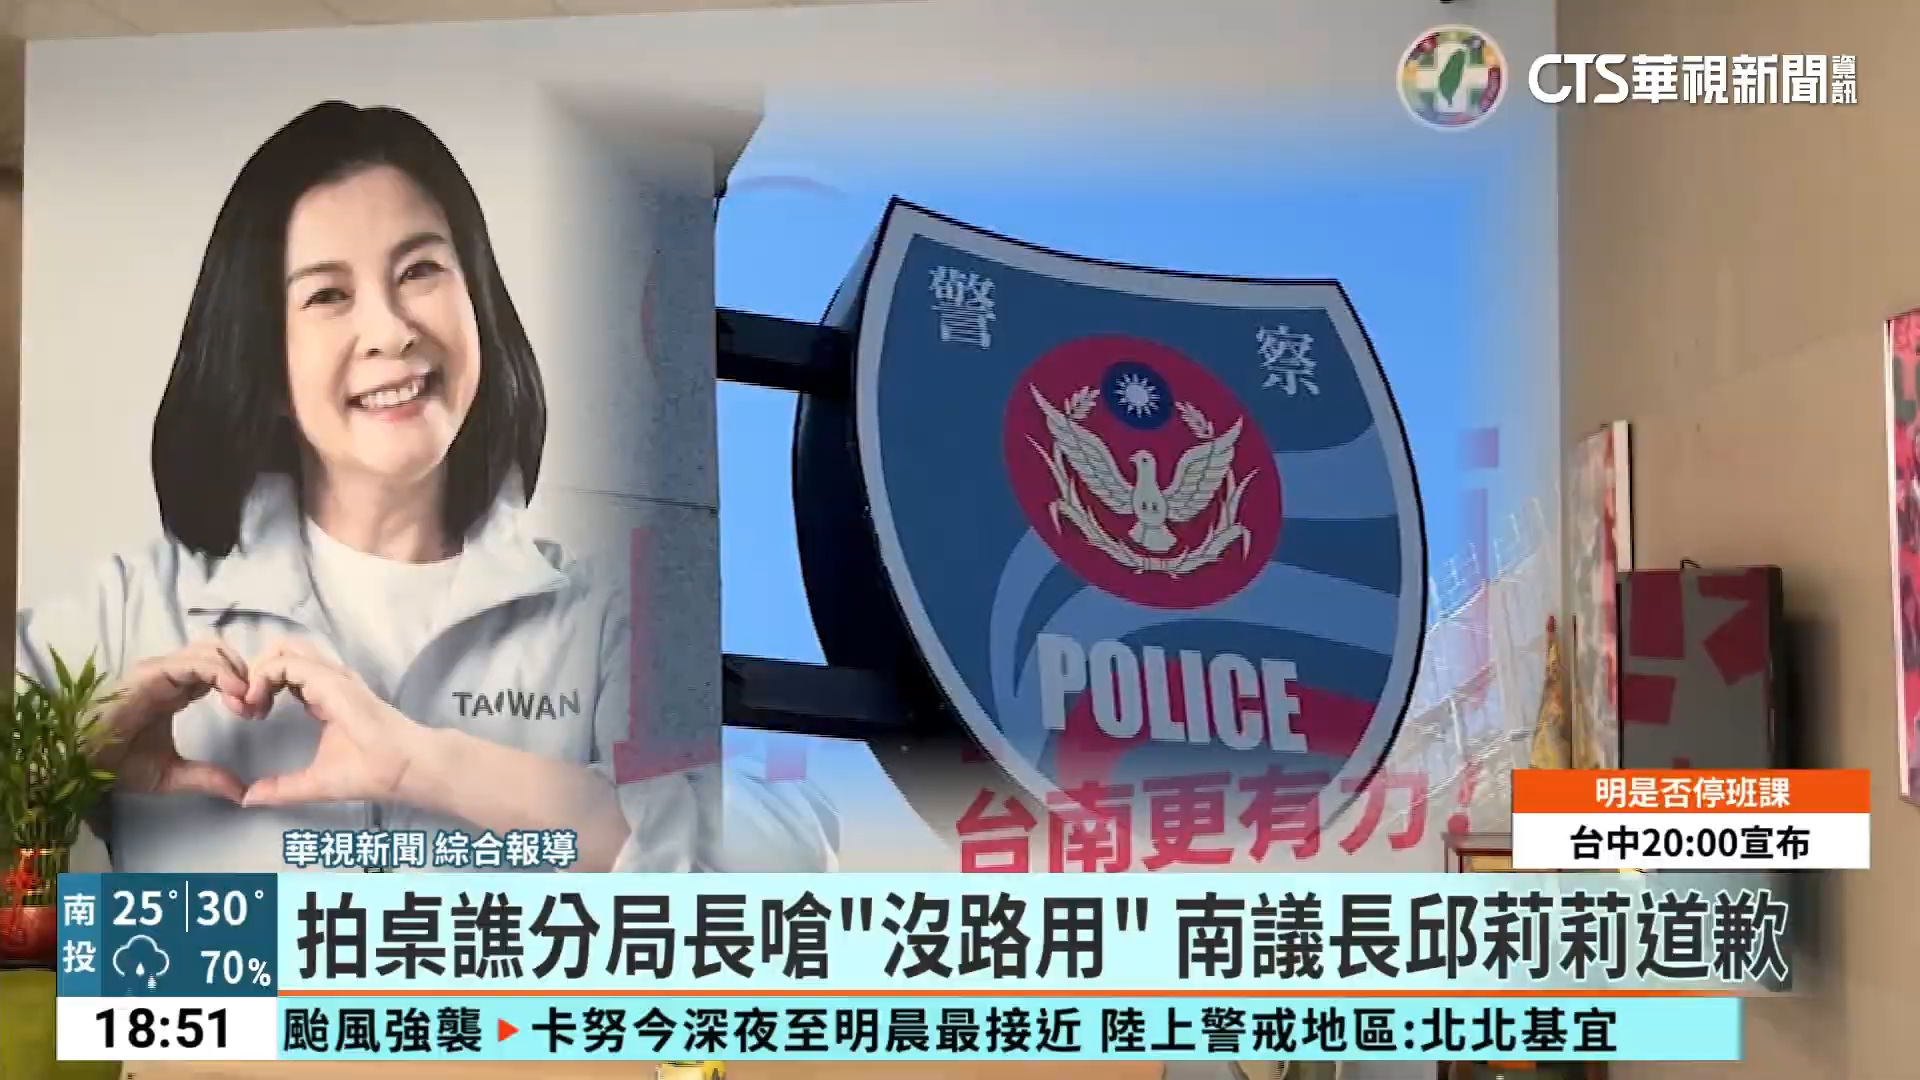 CTS華視新聞資訊
警察
POLICE
TAIWAN
台南更有力!
明是否停班課
台中20:00宣布
華視新聞 綜合報導
南投 25° 30° 70%
拍桌譙分局長嗆"沒路用" 南議長邱莉莉道歉
18:51
颱風強襲 卡努今深夜至明晨最接近 陸上警戒地區:北北基宜